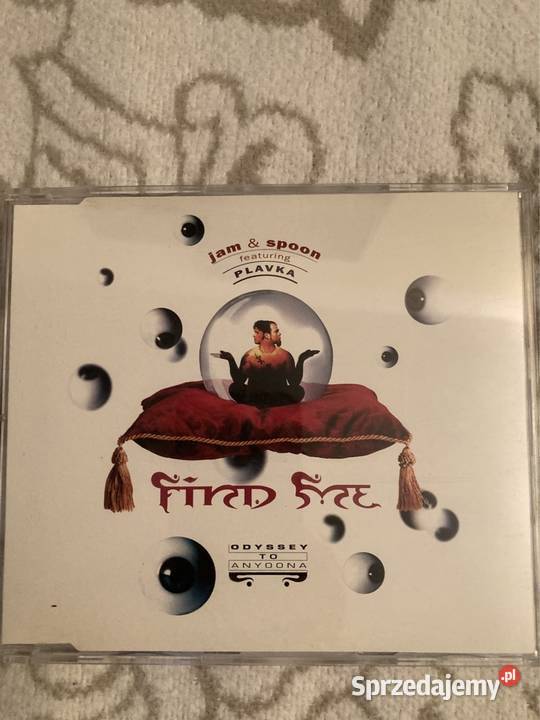 jam & spoon
featuring
PLAVKA
FIND ME
ODYSSEY
TO
ANYOONA
Sprzedajemy.pl